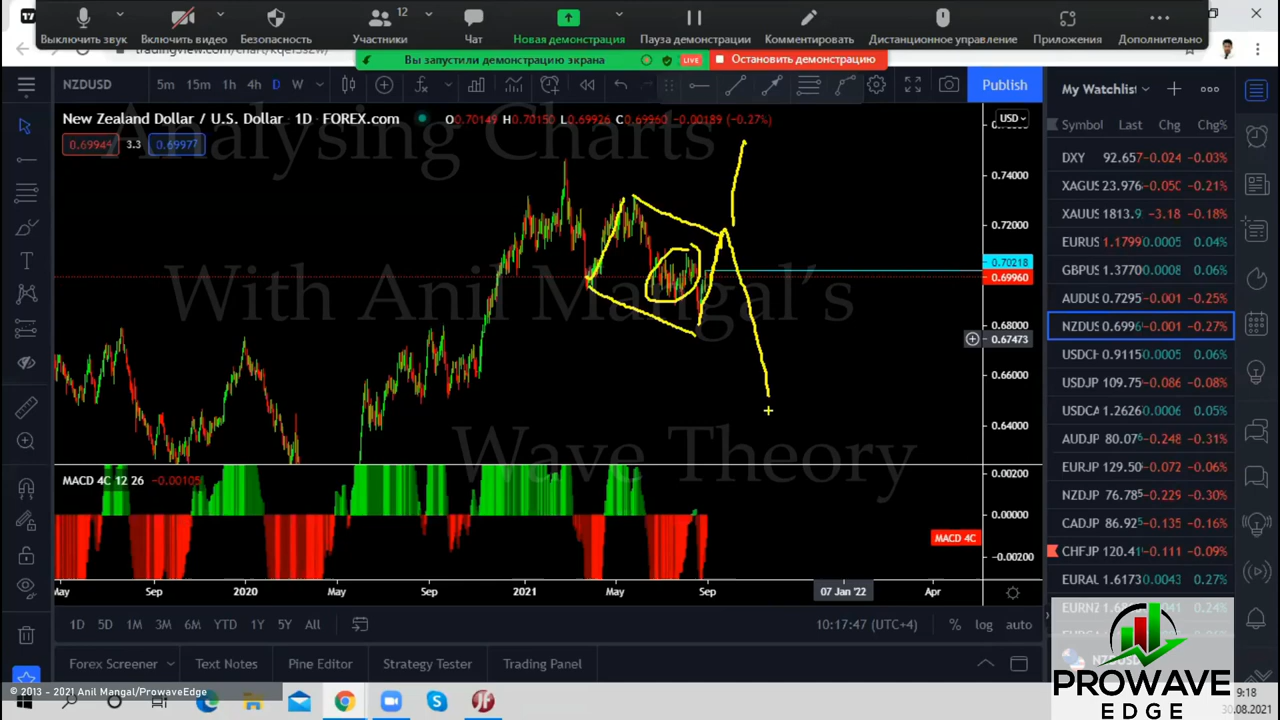 12
Выключить звук
Включить видео
Безопасность
Участники
Чат
Новая демонстрация
Пауза демонстрации
Комментировать
Дистанционное управление
Приложения
Дополнительно
Вы запустили демонстрацию экрана LIVE Остановить демонстрацию
NZDUSD 5m 15m 1h 4h D W Publish
My Watchlist
New Zealand Dollar / U.S. Dollar · 1D · FOREX.com O0.70149 H0.70150 L0.69926 C0.69960 -0.00189 (-0.27%) USD
0.69944 3.3 0.69977
Analysing Charts
With Anil Mangal's
Wave Theory
0.74000
0.72000
0.70218
0.69960
0.68000
0.67473
0.66000
0.64000
0.00200
0.00000
-0.00200
MACD 4C 12 26 -0.00105
MACD 4C
May Sep 2020 May Sep 2021 May Sep 07 Jan '22 Apr
1D 5D 1M 3M 6M YTD 1Y 5Y All 10:17:47 (UTC+4) % log auto
Forex Screener Text Notes Pine Editor Strategy Tester Trading Panel
Symbol Last Chg Chg%
DXY 92.657 -0.024 -0.03%
XAGUS 23.976 -0.050 -0.21%
XAUUS 1813.9 -3.18 -0.18%
EURUS 1.1799 0.0005 0.04%
GBPUS 1.3770 0.0008 0.06%
AUDUS 0.7295 -0.001 -0.25%
NZDUS 0.6996 -0.001 -0.27%
USDCH 0.9115 0.0005 0.06%
USDJP 109.75 -0.086 -0.08%
USDCA 1.2626 0.0006 0.05%
AUDJP 80.07 -0.248 -0.31%
EURJP 129.50 -0.072 -0.06%
NZDJP 76.785 -0.229 -0.30%
CADJP 86.925 -0.135 -0.16%
CHFJP 120.41 -0.111 -0.09%
EURAU 1.6173 0.0043 0.27%
© 2013 - 2021 Anil Mangal/ProwaveEdge
PROWAVE
EDGE
9:18
30.08.2021